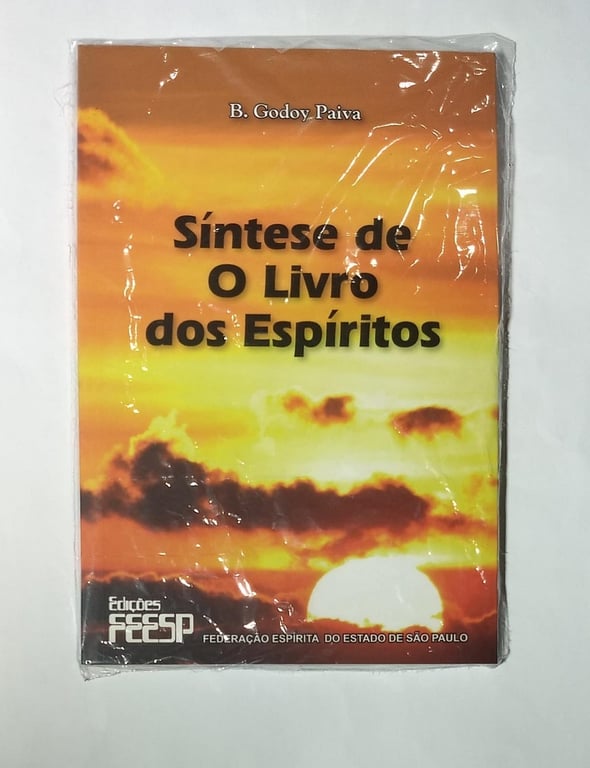 B. Godoy Paiva
Síntese de
O Livro
dos Espíritos
Edições
FEESP
FEDERAÇÃO ESPÍRITA DO ESTADO DE SÃO PAULO